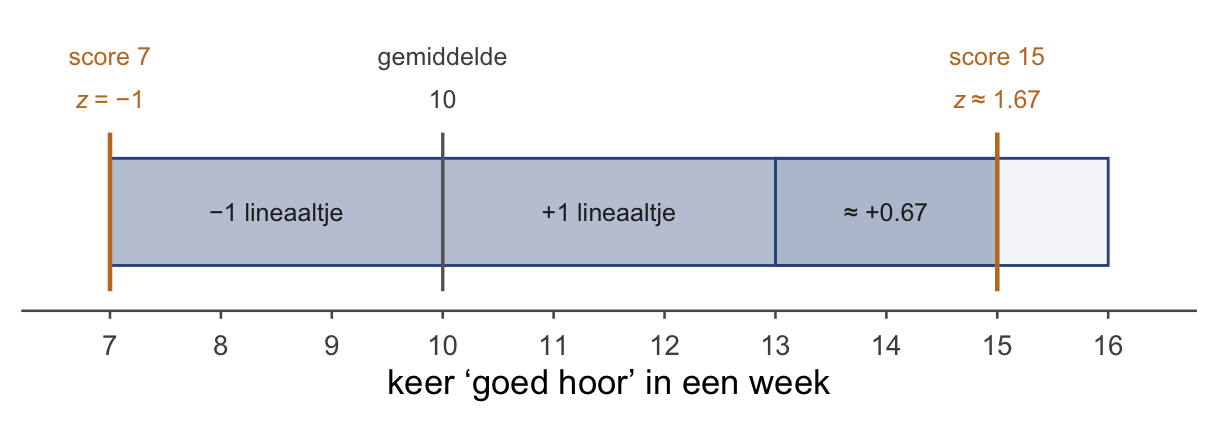 score 7
z = −1
gemiddelde
10
score 15
z ≈ 1.67
−1 lineaaltje
+1 lineaaltje
≈ +0.67
7 8 9 10 11 12 13 14 15 16
keer ‘goed hoor’ in een week